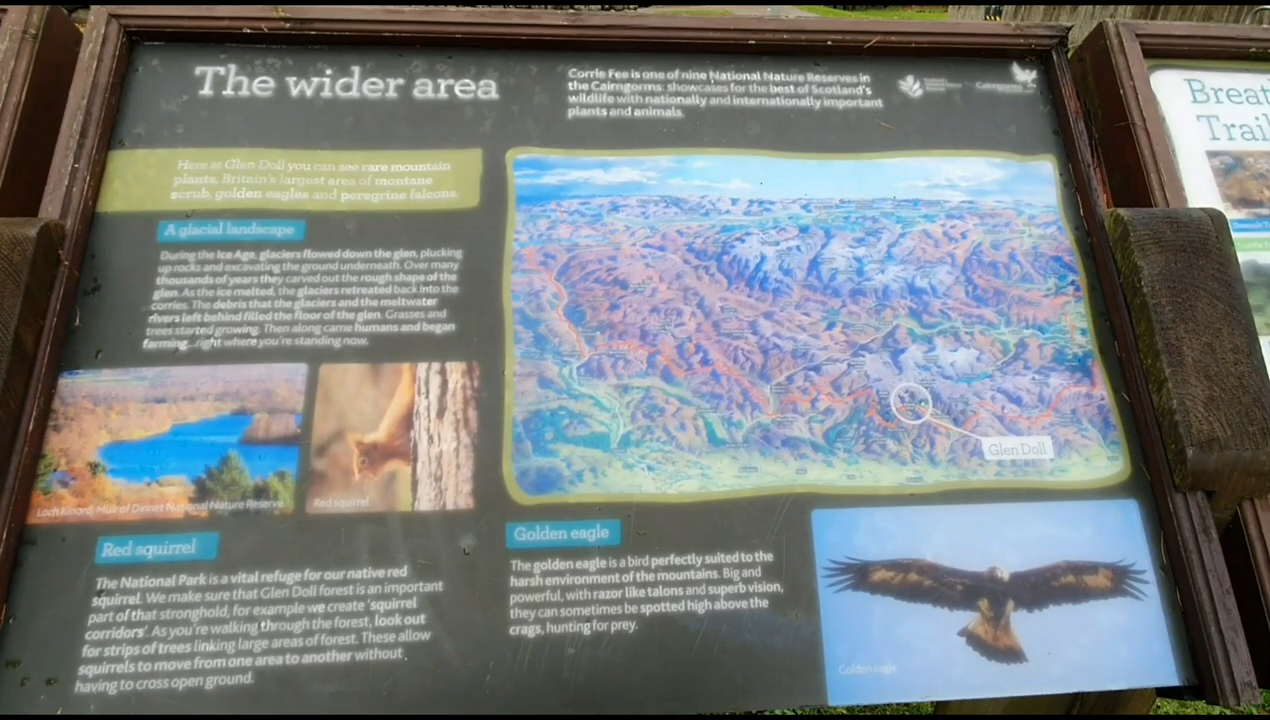 The wider area
Corrie Fee is one of nine National Nature Reserves in
the Cairngorms: showcases for the best of Scotland's
wildlife with nationally and internationally important
plants and animals.
Cairngorms
Here at Glen Doll you can see rare mountain
plants, Britain's largest area of montane
scrub, golden eagles and peregrine falcons.
A glacial landscape
During the Ice Age, glaciers flowed down the glen, plucking
up rocks and excavating the ground underneath. Over many
thousands of years they carved out the rough shape of the
glen. As the ice melted, the glaciers retreated back into the
corries. The debris that the glaciers and the meltwater
rivers left behind filled the floor of the glen. Grasses and
trees started growing. Then along came humans and began
farming...right where you're standing now.
Glen Doll
Loch Kinord, Muir of Dinnet National Nature Reserve
Red squirrel
Red squirrel
The National Park is a vital refuge for our native red
squirrel. We make sure that Glen Doll forest is an important
part of that stronghold, for example we create 'squirrel
corridors'. As you're walking through the forest, look out
for strips of trees linking large areas of forest. These allow
squirrels to move from one area to another without
having to cross open ground.
Golden eagle
The golden eagle is a bird perfectly suited to the
harsh environment of the mountains. Big and
powerful, with razor like talons and superb vision,
they can sometimes be spotted high above the
crags, hunting for prey.
Golden eagle
Breat
Trail